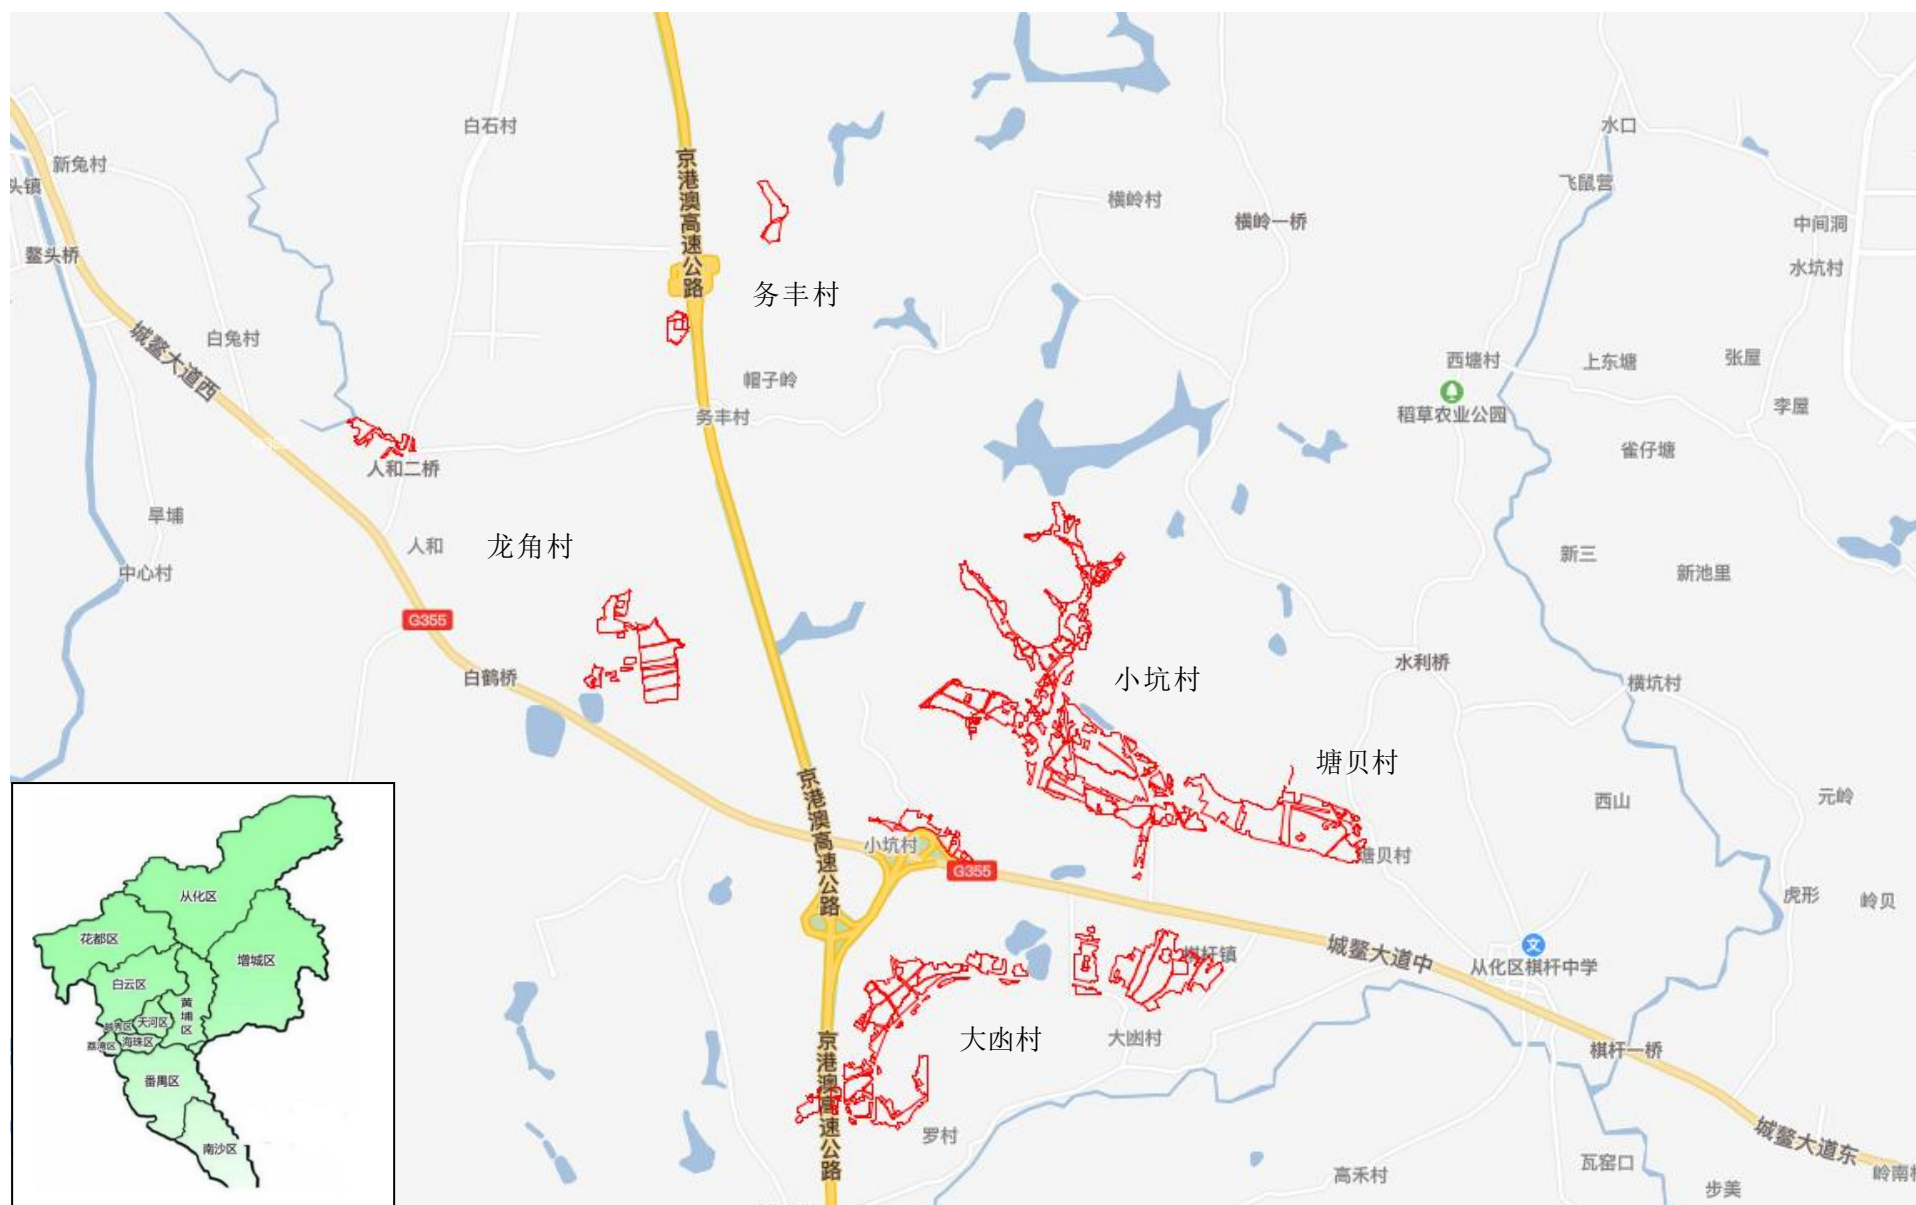 白石村
水口
新兔村
头镇
京港澳高速公路
飞鼠营
横岭村
横岭一桥
中间洞
鳌头桥
水坑村
务丰村
城鳌大道西
白兔村
西塘村
上东塘
张屋
帽子岭
稻草农业公园
李屋
务丰村
雀仔塘
人和二桥
旱埔
龙角村
人和
新三
中心村
新池里
G355
水利桥
白鹤桥
小坑村
横坑村
塘贝村
西山
元岭
京港澳高速公路
小坑村
塘贝村
G355
虎形
岭贝
从化区
花都区
增城区
白云区
黄埔区
天河区
越秀区
海珠区
荔湾区
番禺区
南沙区
棋杆镇
城鳌大道中
从化区棋杆中学
文
大凼村
大凼村
京港澳高速公路
棋杆一桥
罗村
城鳌大道东
瓦窑口
高禾村
岭南
步美